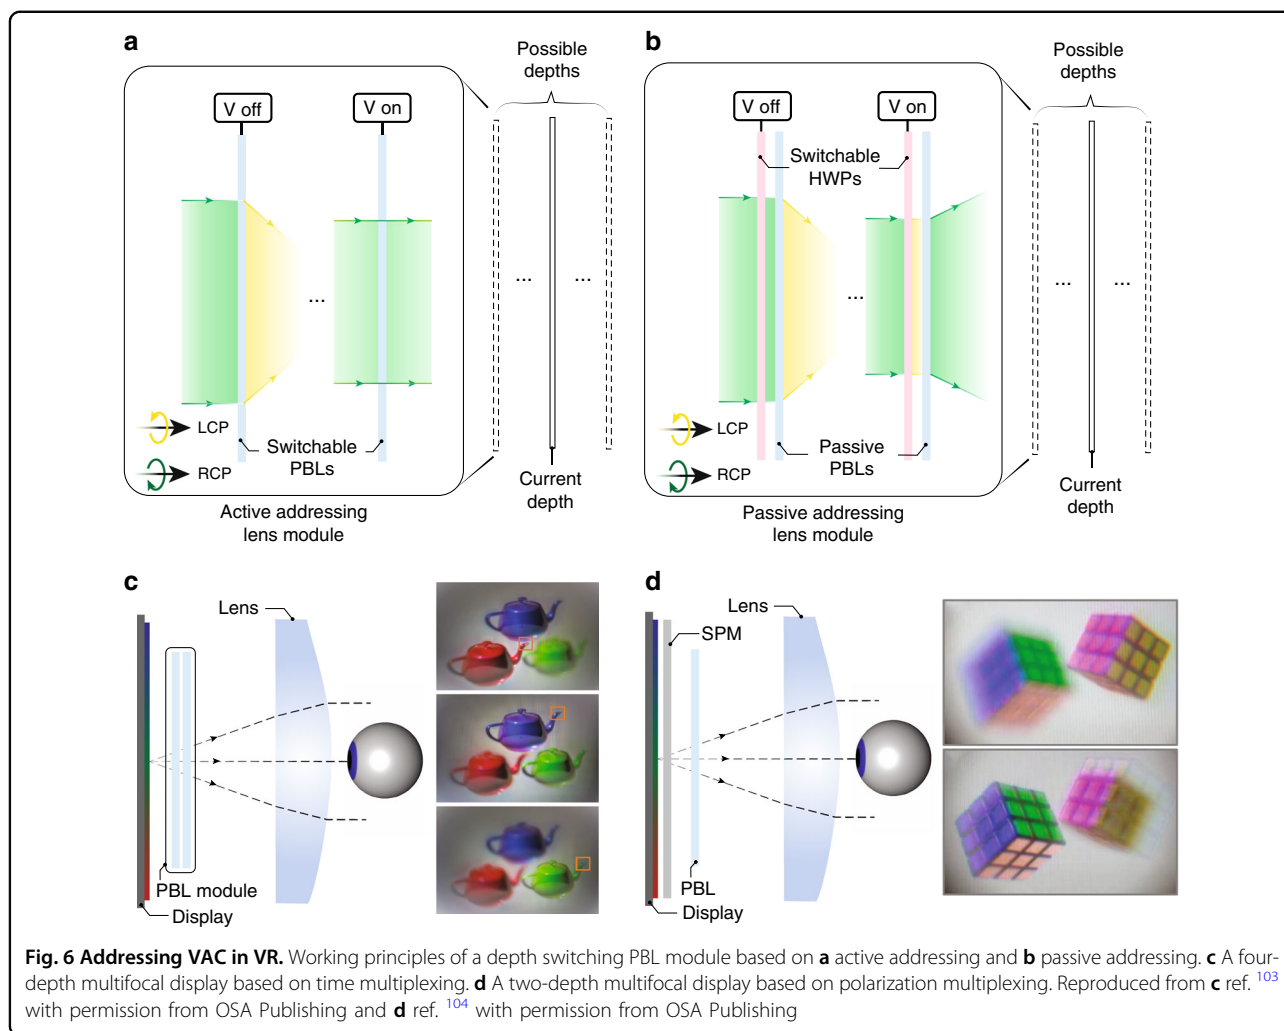 a
Possible
depths
V off
V on
...
...
...
LCP
RCP
Switchable
PBLs
Current
depth
Active addressing
lens module
b
Possible
depths
V off
V on
Switchable
HWPs
...
...
...
LCP
RCP
Passive
PBLs
Current
depth
Passive addressing
lens module
c
Lens
PBL module
Display
d
Lens
SPM
PBL
Display
Fig. 6 Addressing VAC in VR. Working principles of a depth switching PBL module based on a active addressing and b passive addressing. c A four-
depth multifocal display based on time multiplexing. d A two-depth multifocal display based on polarization multiplexing. Reproduced from c ref. 103
with permission from OSA Publishing and d ref. 104 with permission from OSA Publishing